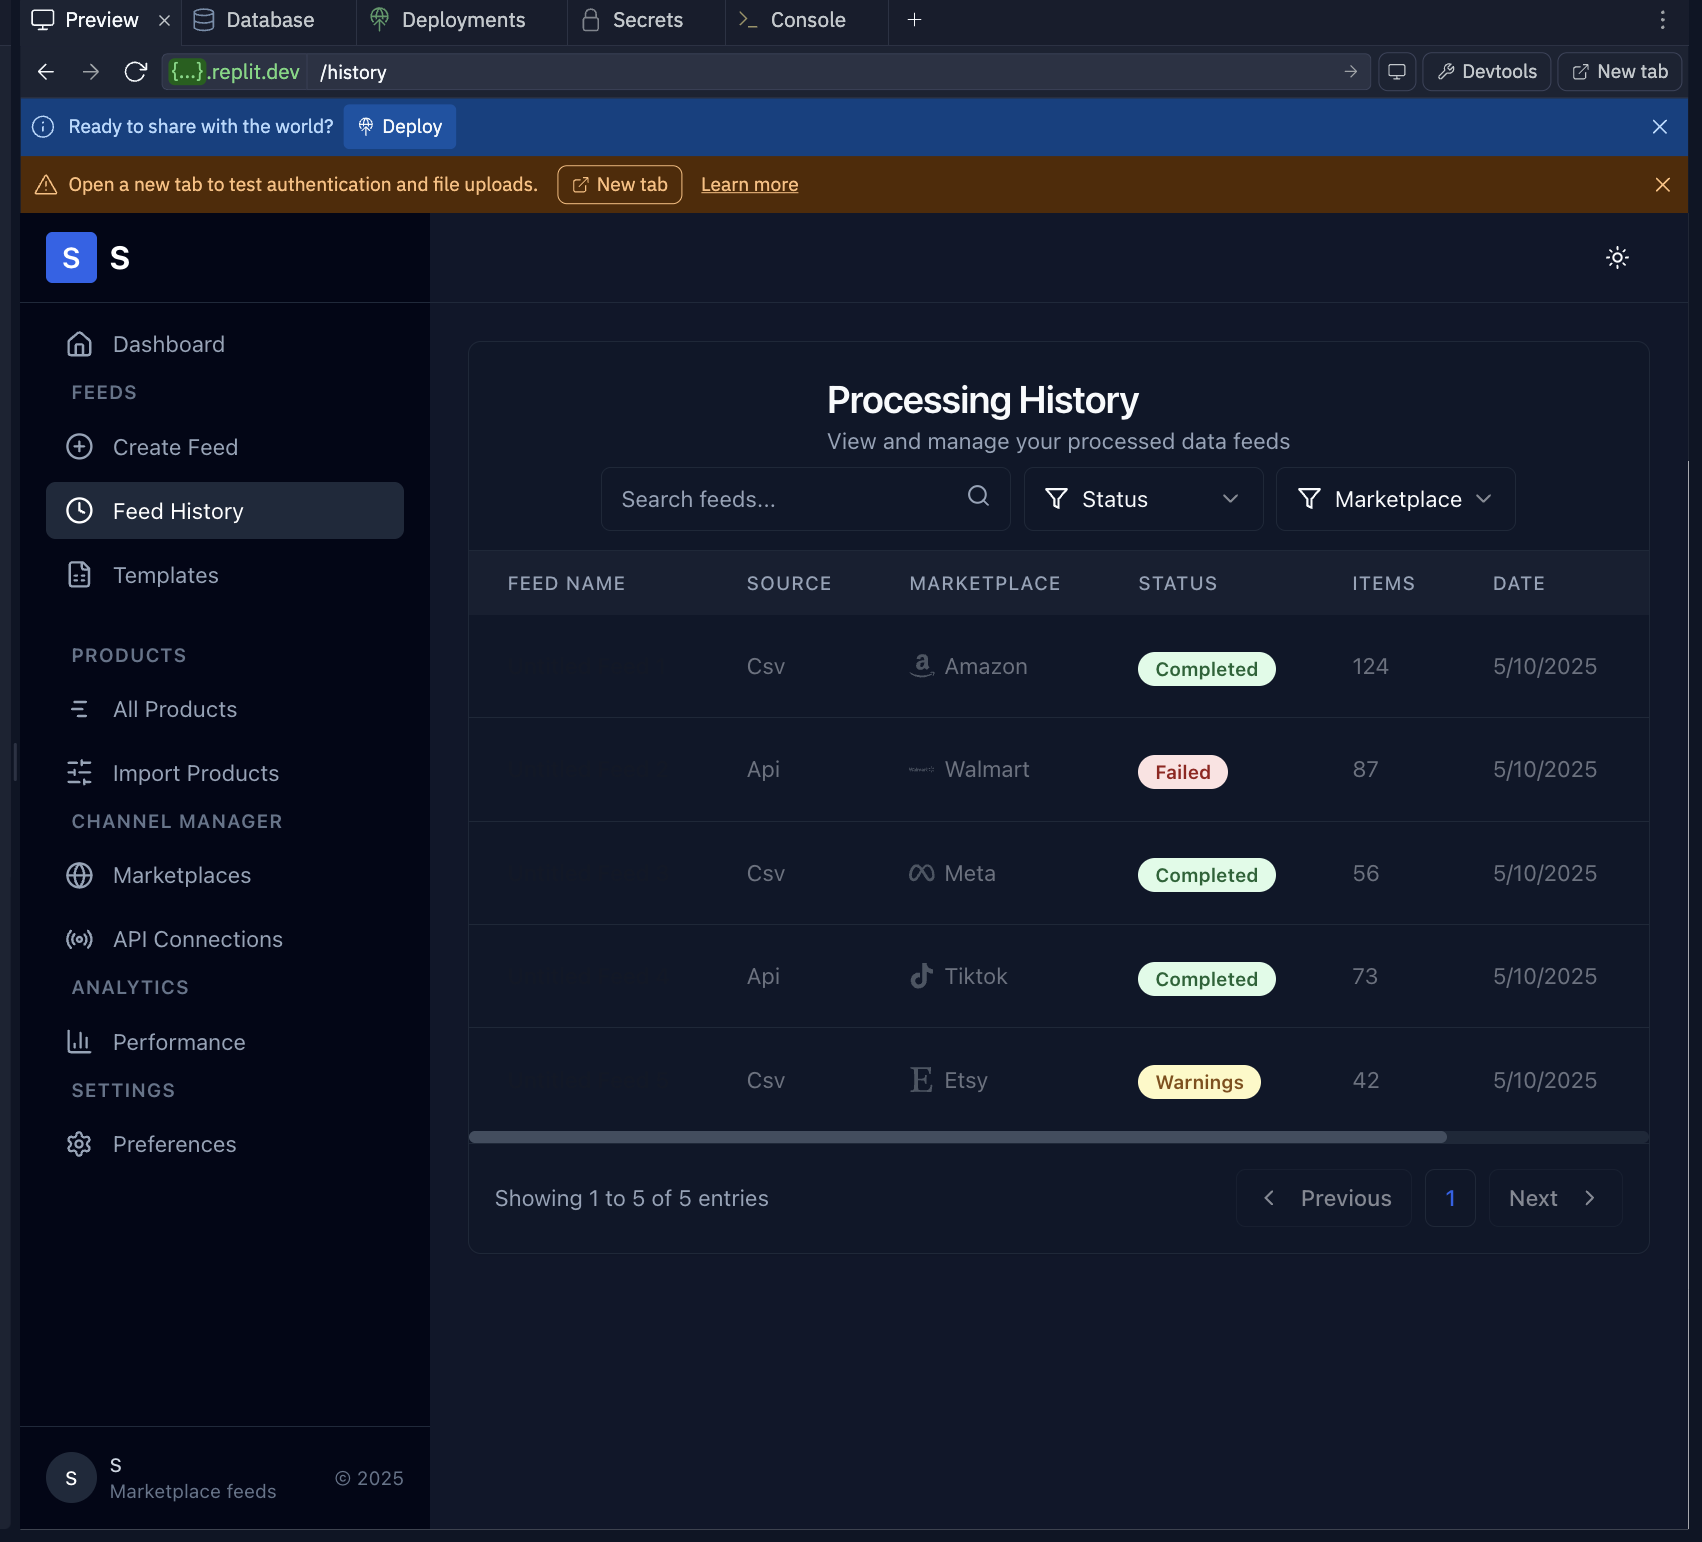 Preview
Database
Deployments
Secrets
Console
{...}.replit.dev /history
Devtools
New tab
Ready to share with the world? Deploy
Open a new tab to test authentication and file uploads. New tab Learn more
S S
Dashboard
FEEDS
Create Feed
Feed History
Templates
PRODUCTS
All Products
Import Products
CHANNEL MANAGER
Marketplaces
API Connections
ANALYTICS
Performance
SETTINGS
Preferences
S
S
Marketplace feeds
© 2025
Processing History
View and manage your processed data feeds
Search feeds...
Status
Marketplace
FEED NAME SOURCE MARKETPLACE STATUS ITEMS DATE
Csv Amazon Completed 124 5/10/2025
Api Walmart Failed 87 5/10/2025
Csv Meta Completed 56 5/10/2025
Api Tiktok Completed 73 5/10/2025
Csv Etsy Warnings 42 5/10/2025
Showing 1 to 5 of 5 entries
Previous 1 Next